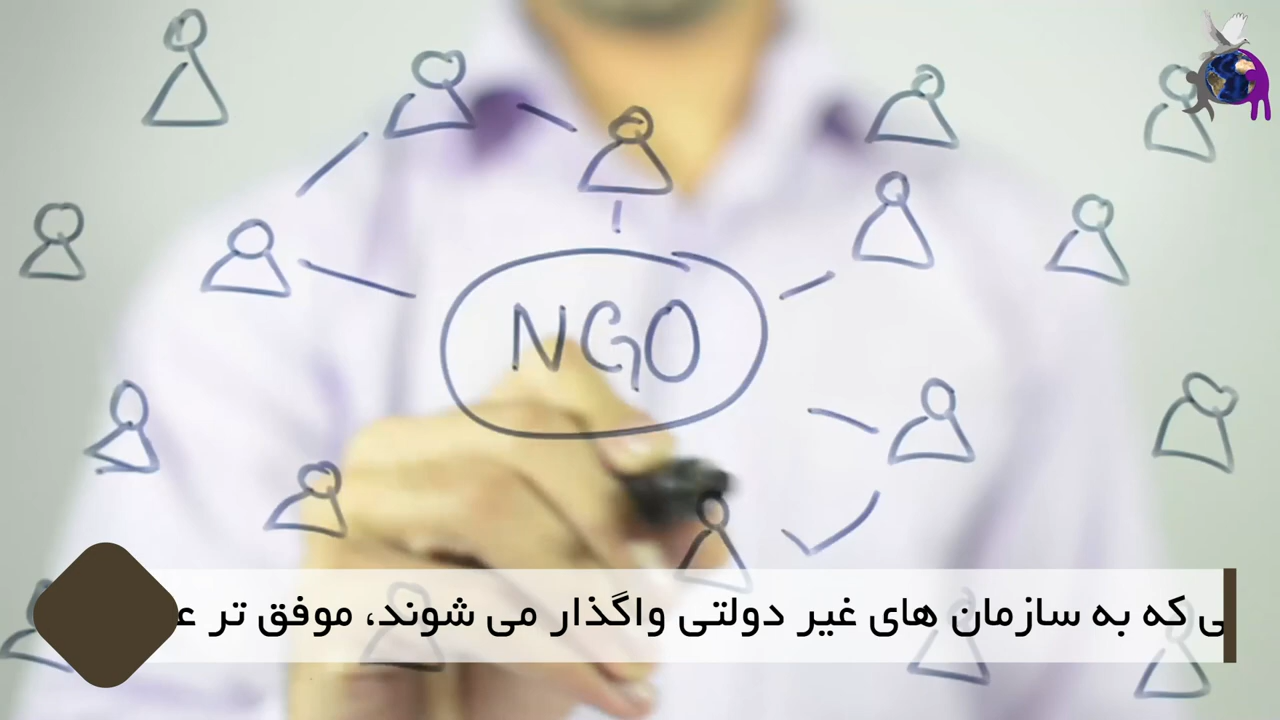 NGO
که به سازمان های غیر دولتی واگذار می شوند، موفق تر